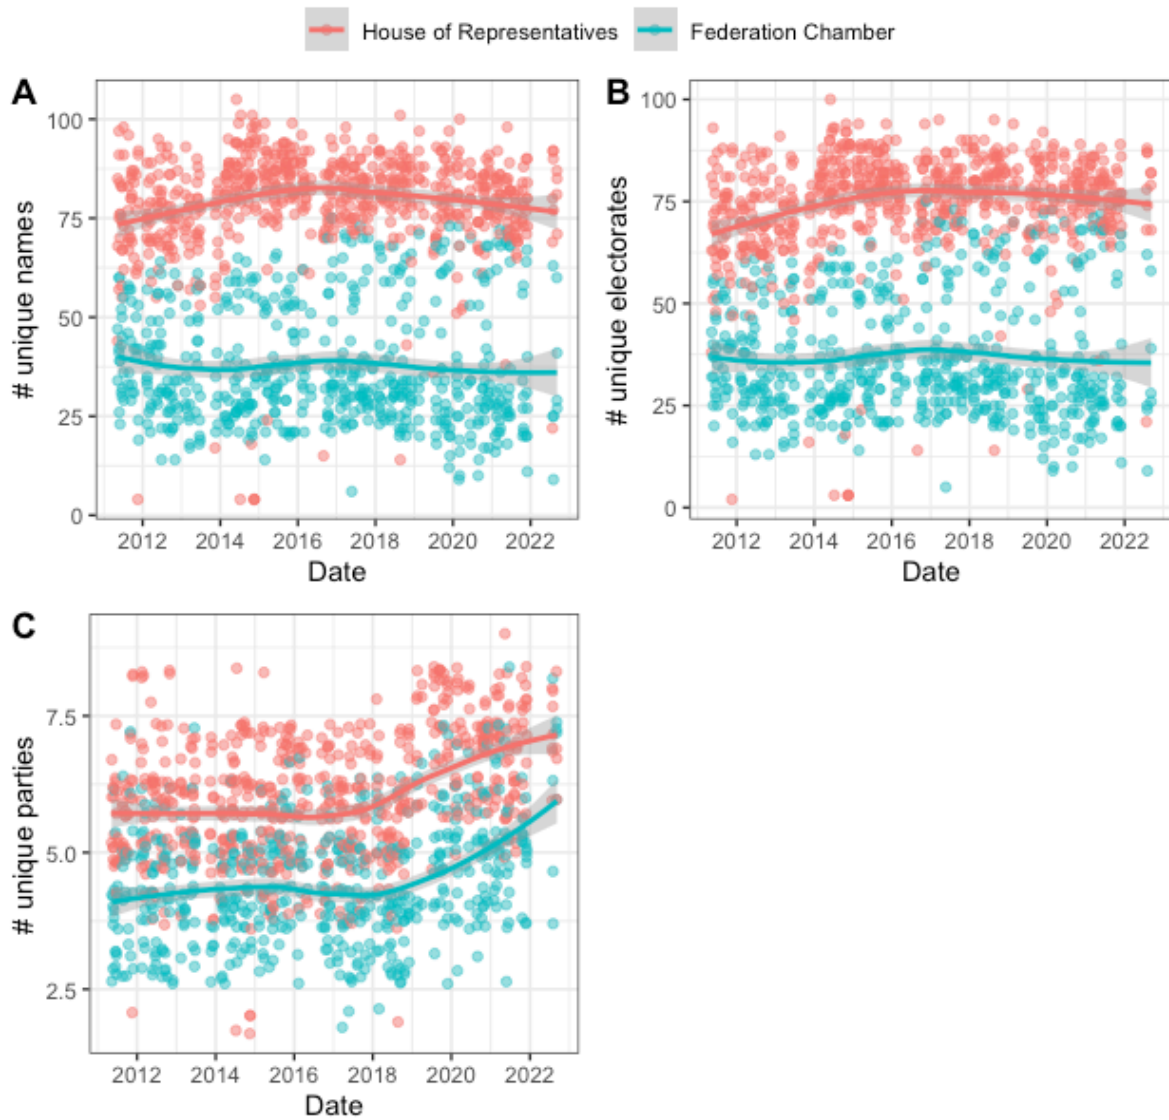 House of Representatives Federation Chamber
A
# unique names
100
75
50
25
0
2012 2014 2016 2018 2020 2022
Date
B
# unique electorates
100
75
50
25
0
2012 2014 2016 2018 2020 2022
Date
C
# unique parties
7.5
5.0
2.5
2012 2014 2016 2018 2020 2022
Date